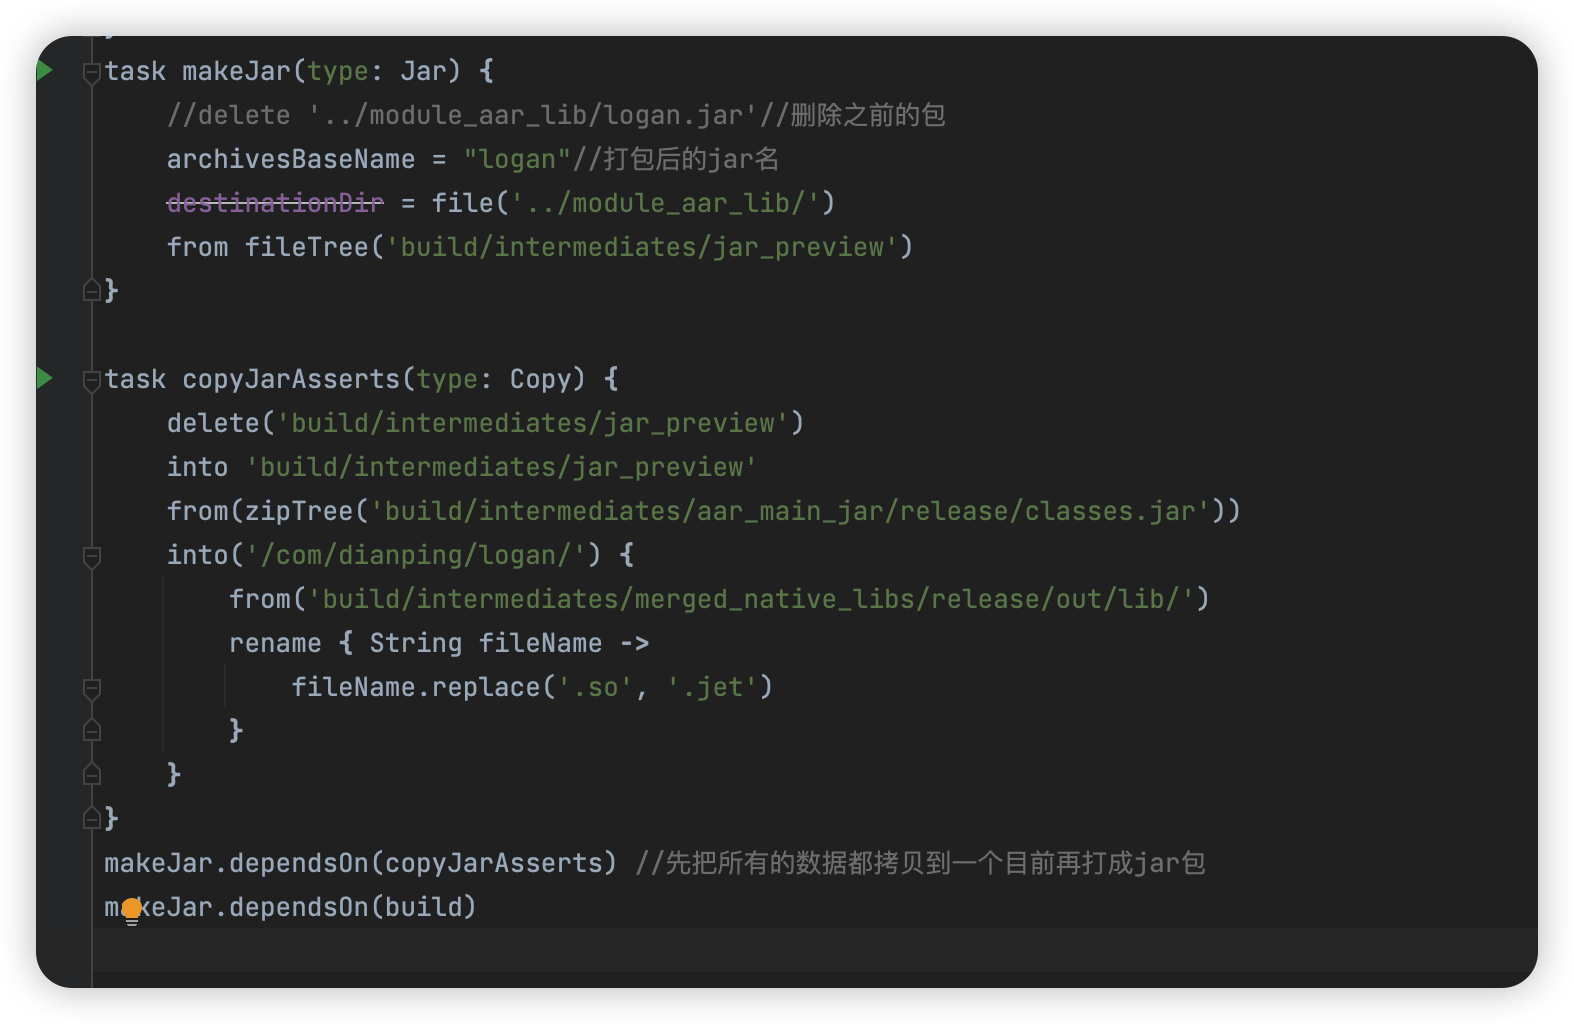 task makeJar(type: Jar) {
//delete '../module_aar_lib/logan.jar'//删除之前的包
archivesBaseName = "logan"//打包后的jar名
destinationDir = file('../module_aar_lib/')
from fileTree('build/intermediates/jar_preview')
}
task copyJarAsserts(type: Copy) {
delete('build/intermediates/jar_preview')
into 'build/intermediates/jar_preview'
from(zipTree('build/intermediates/aar_main_jar/release/classes.jar'))
into('/com/dianping/logan/') {
from('build/intermediates/merged_native_libs/release/out/lib/')
rename { String fileName ->
fileName.replace('.so', '.jet')
}
}
}
makeJar.dependsOn(copyJarAsserts) //先把所有的数据都拷贝到一个目前再打成jar包
makeJar.dependsOn(build)